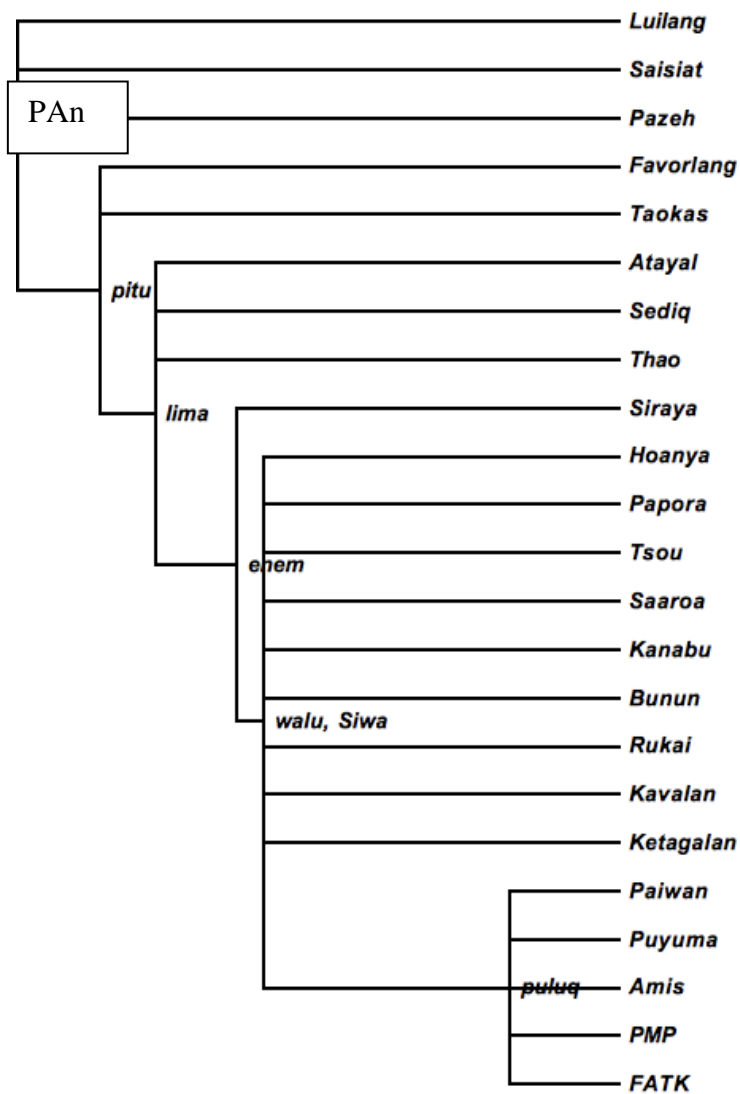 Luilang
Saisiat
PAn
Pazeh
Favorlang
Taokas
Atayal
pitu
Sediq
Thao
Siraya
lima
Hoanya
Papora
Tsou
enem
Saaroa
Kanabu
Bunun
walu, Siwa
Rukai
Kavalan
Ketagalan
Paiwan
Puyuma
puluq
Amis
PMP
FATK